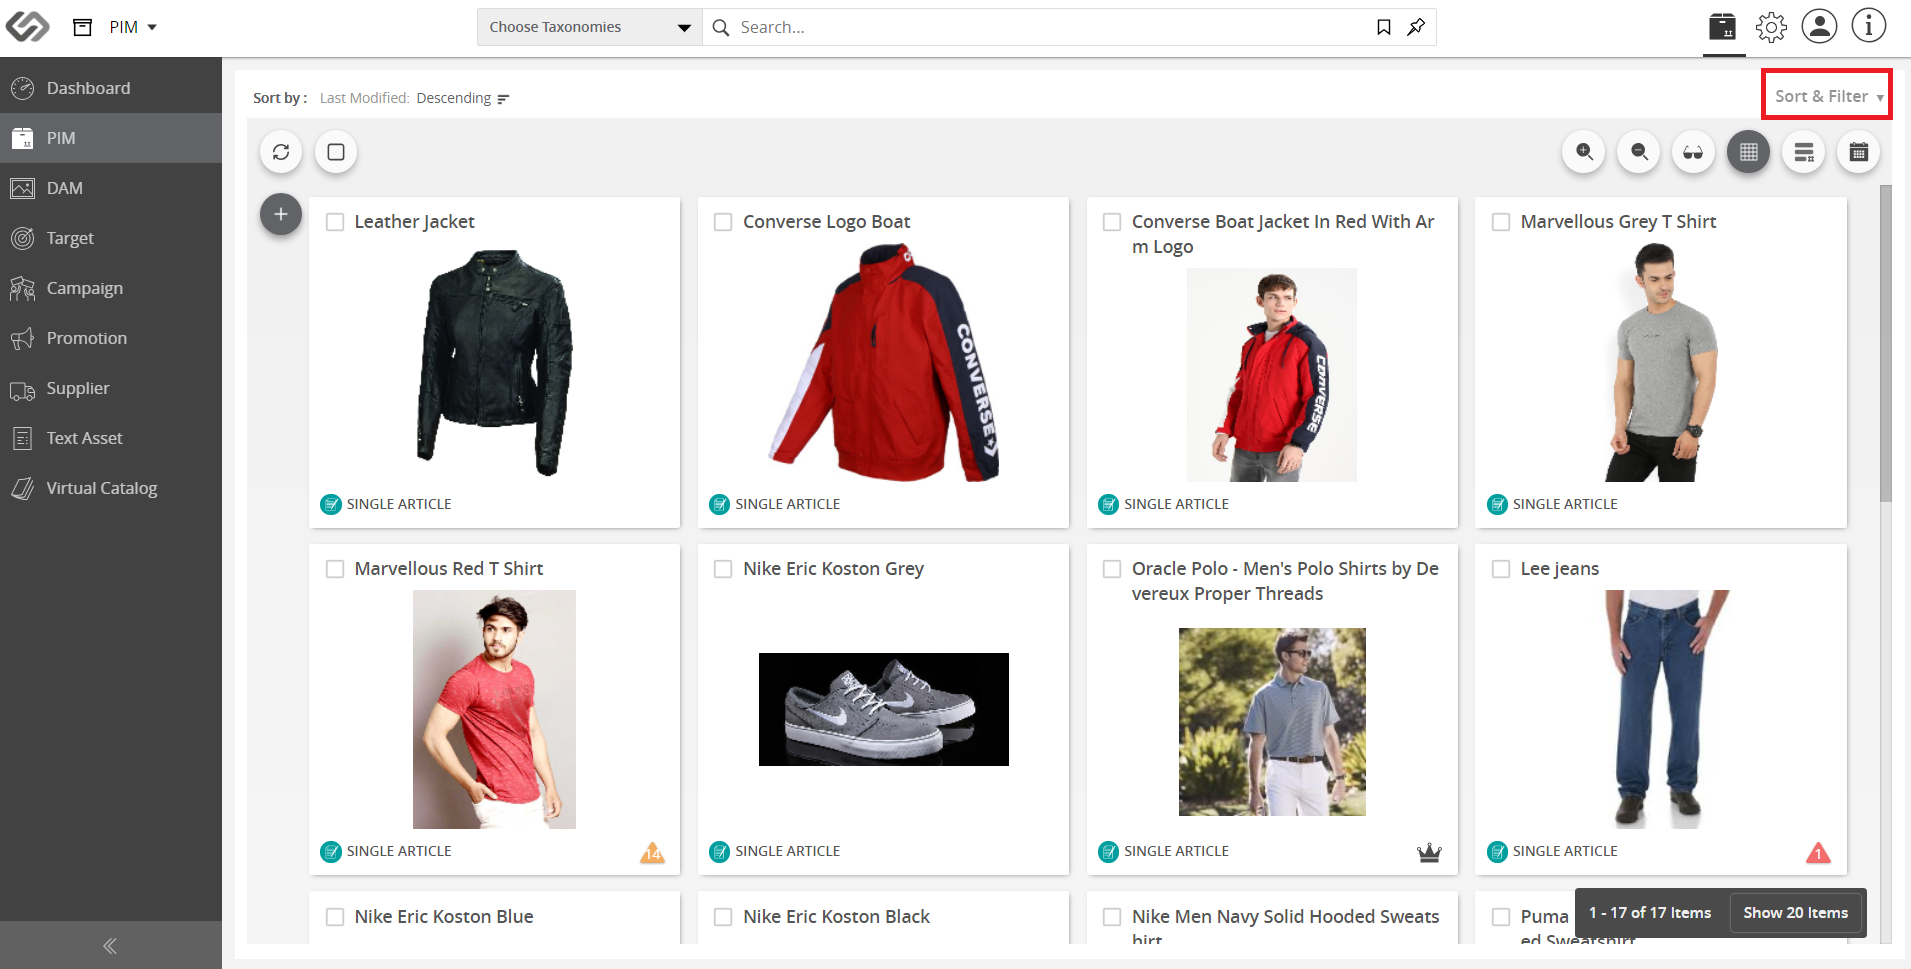 PIM
Choose Taxonomies
Search...
Dashboard
PIM
DAM
Target
Campaign
Promotion
Supplier
Text Asset
Virtual Catalog
Sort by : Last Modified: Descending
Sort & Filter
Leather Jacket
SINGLE ARTICLE
Converse Logo Boat
CONVERSE
SINGLE ARTICLE
Converse Boat Jacket In Red With Ar
m Logo
CONVERSE
SINGLE ARTICLE
Marvellous Grey T Shirt
SINGLE ARTICLE
Marvellous Red T Shirt
SINGLE ARTICLE
14
Nike Eric Koston Grey
SINGLE ARTICLE
Oracle Polo - Men's Polo Shirts by De
vereux Proper Threads
SINGLE ARTICLE
Lee jeans
SINGLE ARTICLE
1
Nike Eric Koston Blue
Nike Eric Koston Black
Nike Men Navy Solid Hooded Sweats
hirt
Puma
ed Sweatshirt
1 - 17 of 17 Items
Show 20 Items